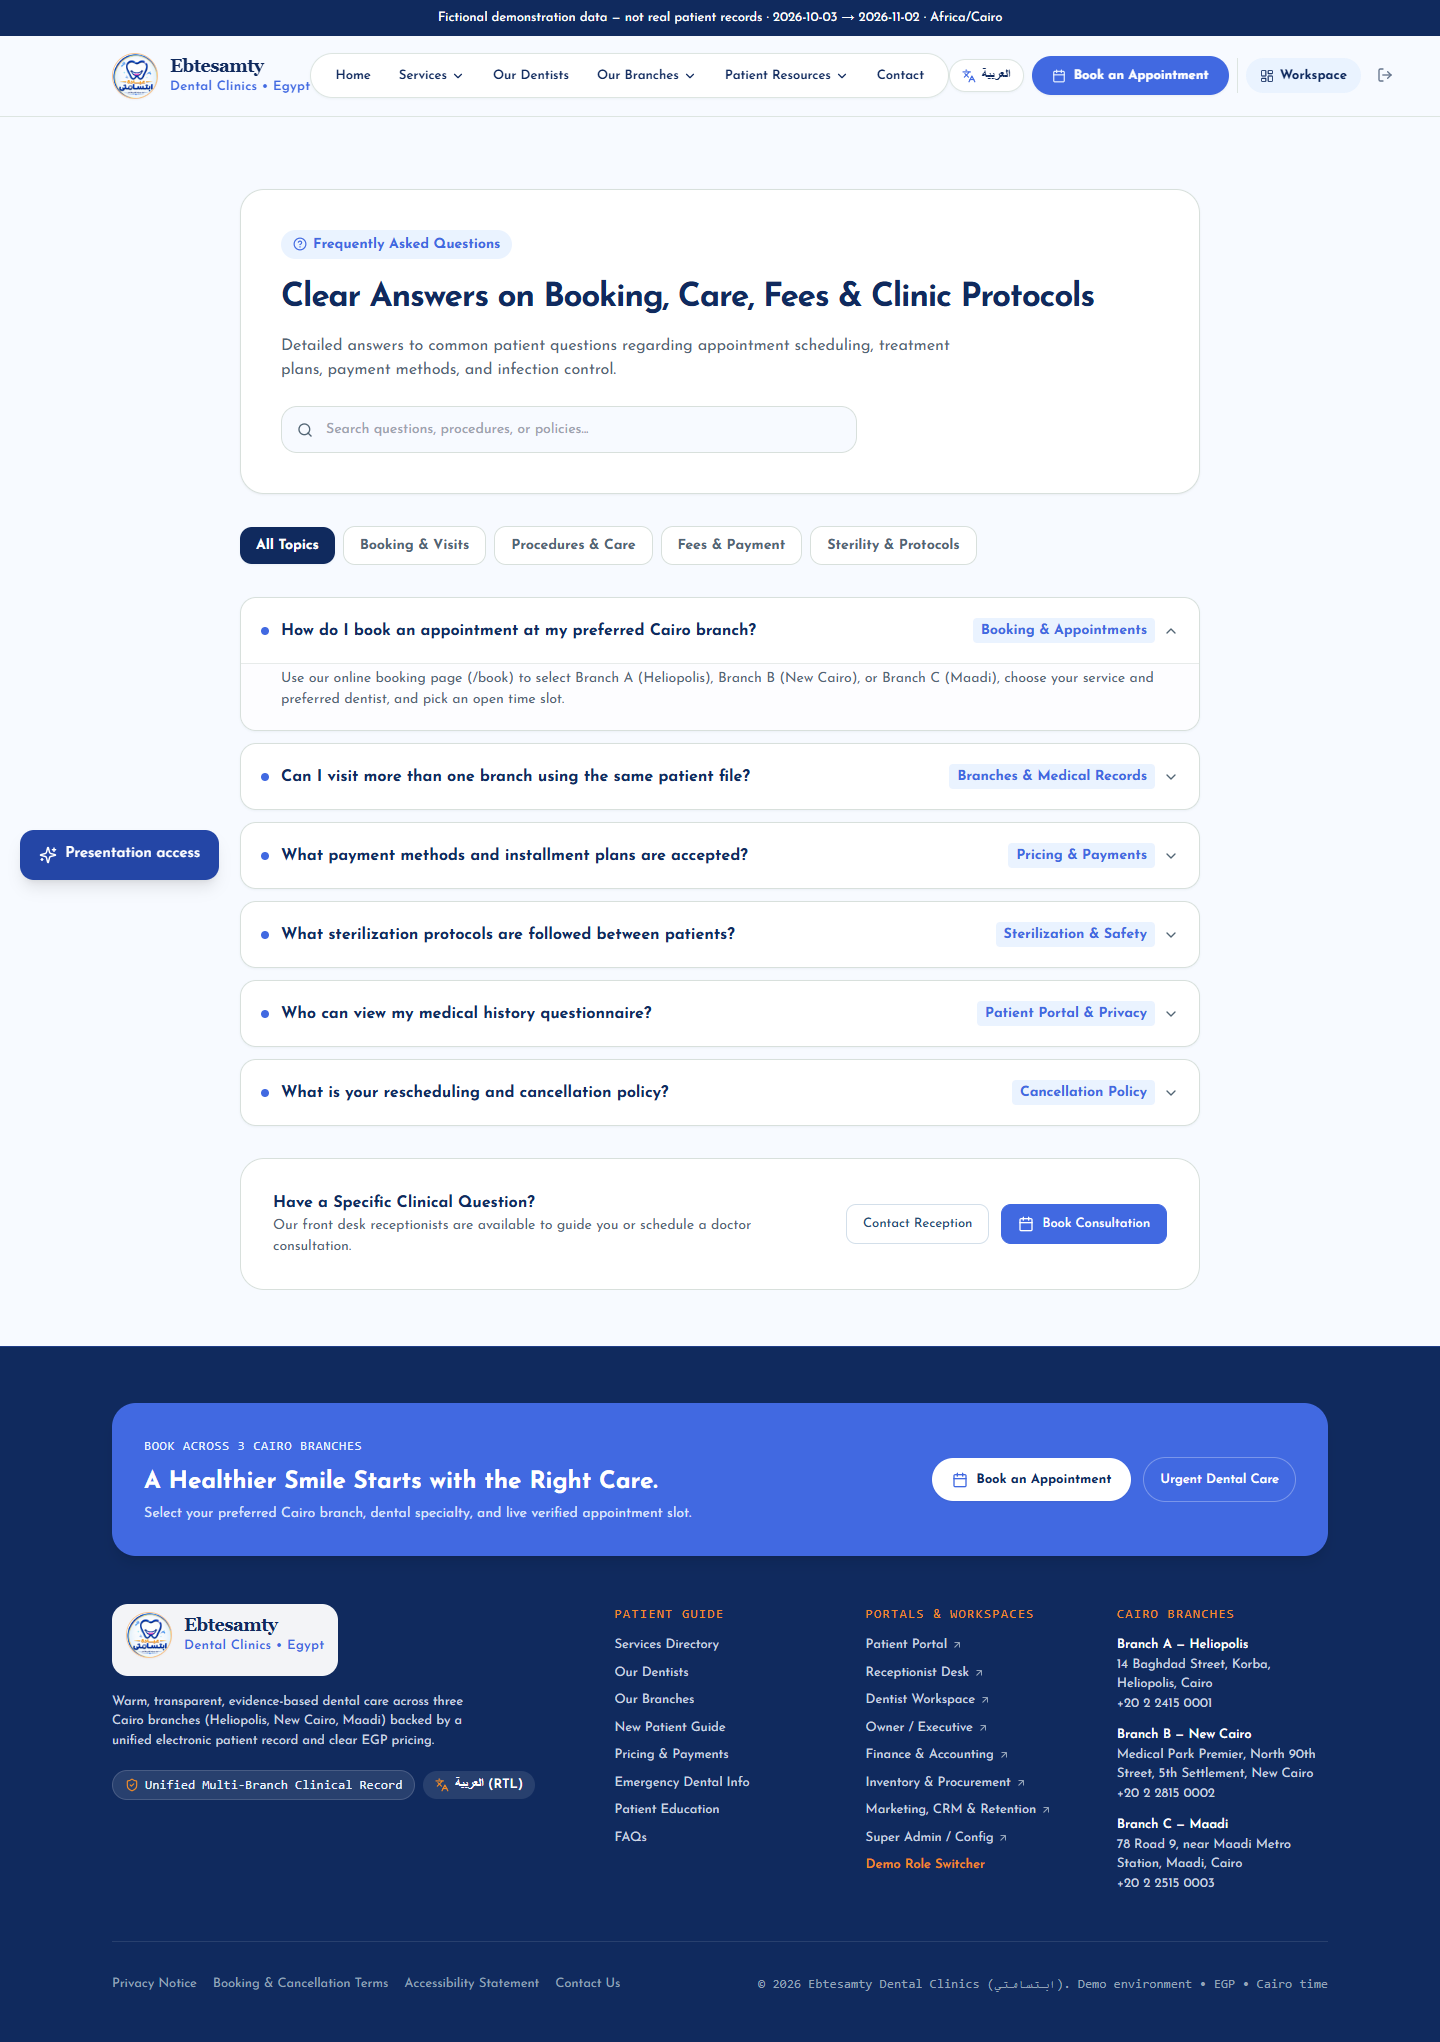 Fictional demonstration data — not real patient records · 2026-10-03 → 2026-11-02 · Africa/Cairo
ابتسامتي
Ebtesamty
Dental Clinics • Egypt
Home
Services
Our Dentists
Our Branches
Patient Resources
Contact
العربية
Book an Appointment
Workspace
Frequently Asked Questions
Clear Answers on Booking, Care, Fees & Clinic Protocols
Detailed answers to common patient questions regarding appointment scheduling, treatment
plans, payment methods, and infection control.
Search questions, procedures, or policies...
All Topics
Booking & Visits
Procedures & Care
Fees & Payment
Sterility & Protocols
How do I book an appointment at my preferred Cairo branch?
Booking & Appointments
Use our online booking page (/book) to select Branch A (Heliopolis), Branch B (New Cairo), or Branch C (Maadi), choose your service and
preferred dentist, and pick an open time slot.
Can I visit more than one branch using the same patient file?
Branches & Medical Records
What payment methods and installment plans are accepted?
Pricing & Payments
Presentation access
What sterilization protocols are followed between patients?
Sterilization & Safety
Who can view my medical history questionnaire?
Patient Portal & Privacy
What is your rescheduling and cancellation policy?
Cancellation Policy
Have a Specific Clinical Question?
Our front desk receptionists are available to guide you or schedule a doctor
consultation.
Contact Reception
Book Consultation
BOOK ACROSS 3 CAIRO BRANCHES
A Healthier Smile Starts with the Right Care.
Select your preferred Cairo branch, dental specialty, and live verified appointment slot.
Book an Appointment
Urgent Dental Care
ابتسامتي
Ebtesamty
Dental Clinics • Egypt
Warm, transparent, evidence-based dental care across three
Cairo branches (Heliopolis, New Cairo, Maadi) backed by a
unified electronic patient record and clear EGP pricing.
Unified Multi-Branch Clinical Record
العربية (RTL)
PATIENT GUIDE
Services Directory
Our Dentists
Our Branches
New Patient Guide
Pricing & Payments
Emergency Dental Info
Patient Education
FAQs
PORTALS & WORKSPACES
Patient Portal
Receptionist Desk
Dentist Workspace
Owner / Executive
Finance & Accounting
Inventory & Procurement
Marketing, CRM & Retention
Super Admin / Config
Demo Role Switcher
CAIRO BRANCHES
Branch A — Heliopolis
14 Baghdad Street, Korba,
Heliopolis, Cairo
+20 2 2415 0001
Branch B — New Cairo
Medical Park Premier, North 90th
Street, 5th Settlement, New Cairo
+20 2 2815 0002
Branch C — Maadi
78 Road 9, near Maadi Metro
Station, Maadi, Cairo
+20 2 2515 0003
Privacy Notice
Booking & Cancellation Terms
Accessibility Statement
Contact Us
© 2026 Ebtesamty Dental Clinics (ابتسامتي). Demo environment • EGP • Cairo time